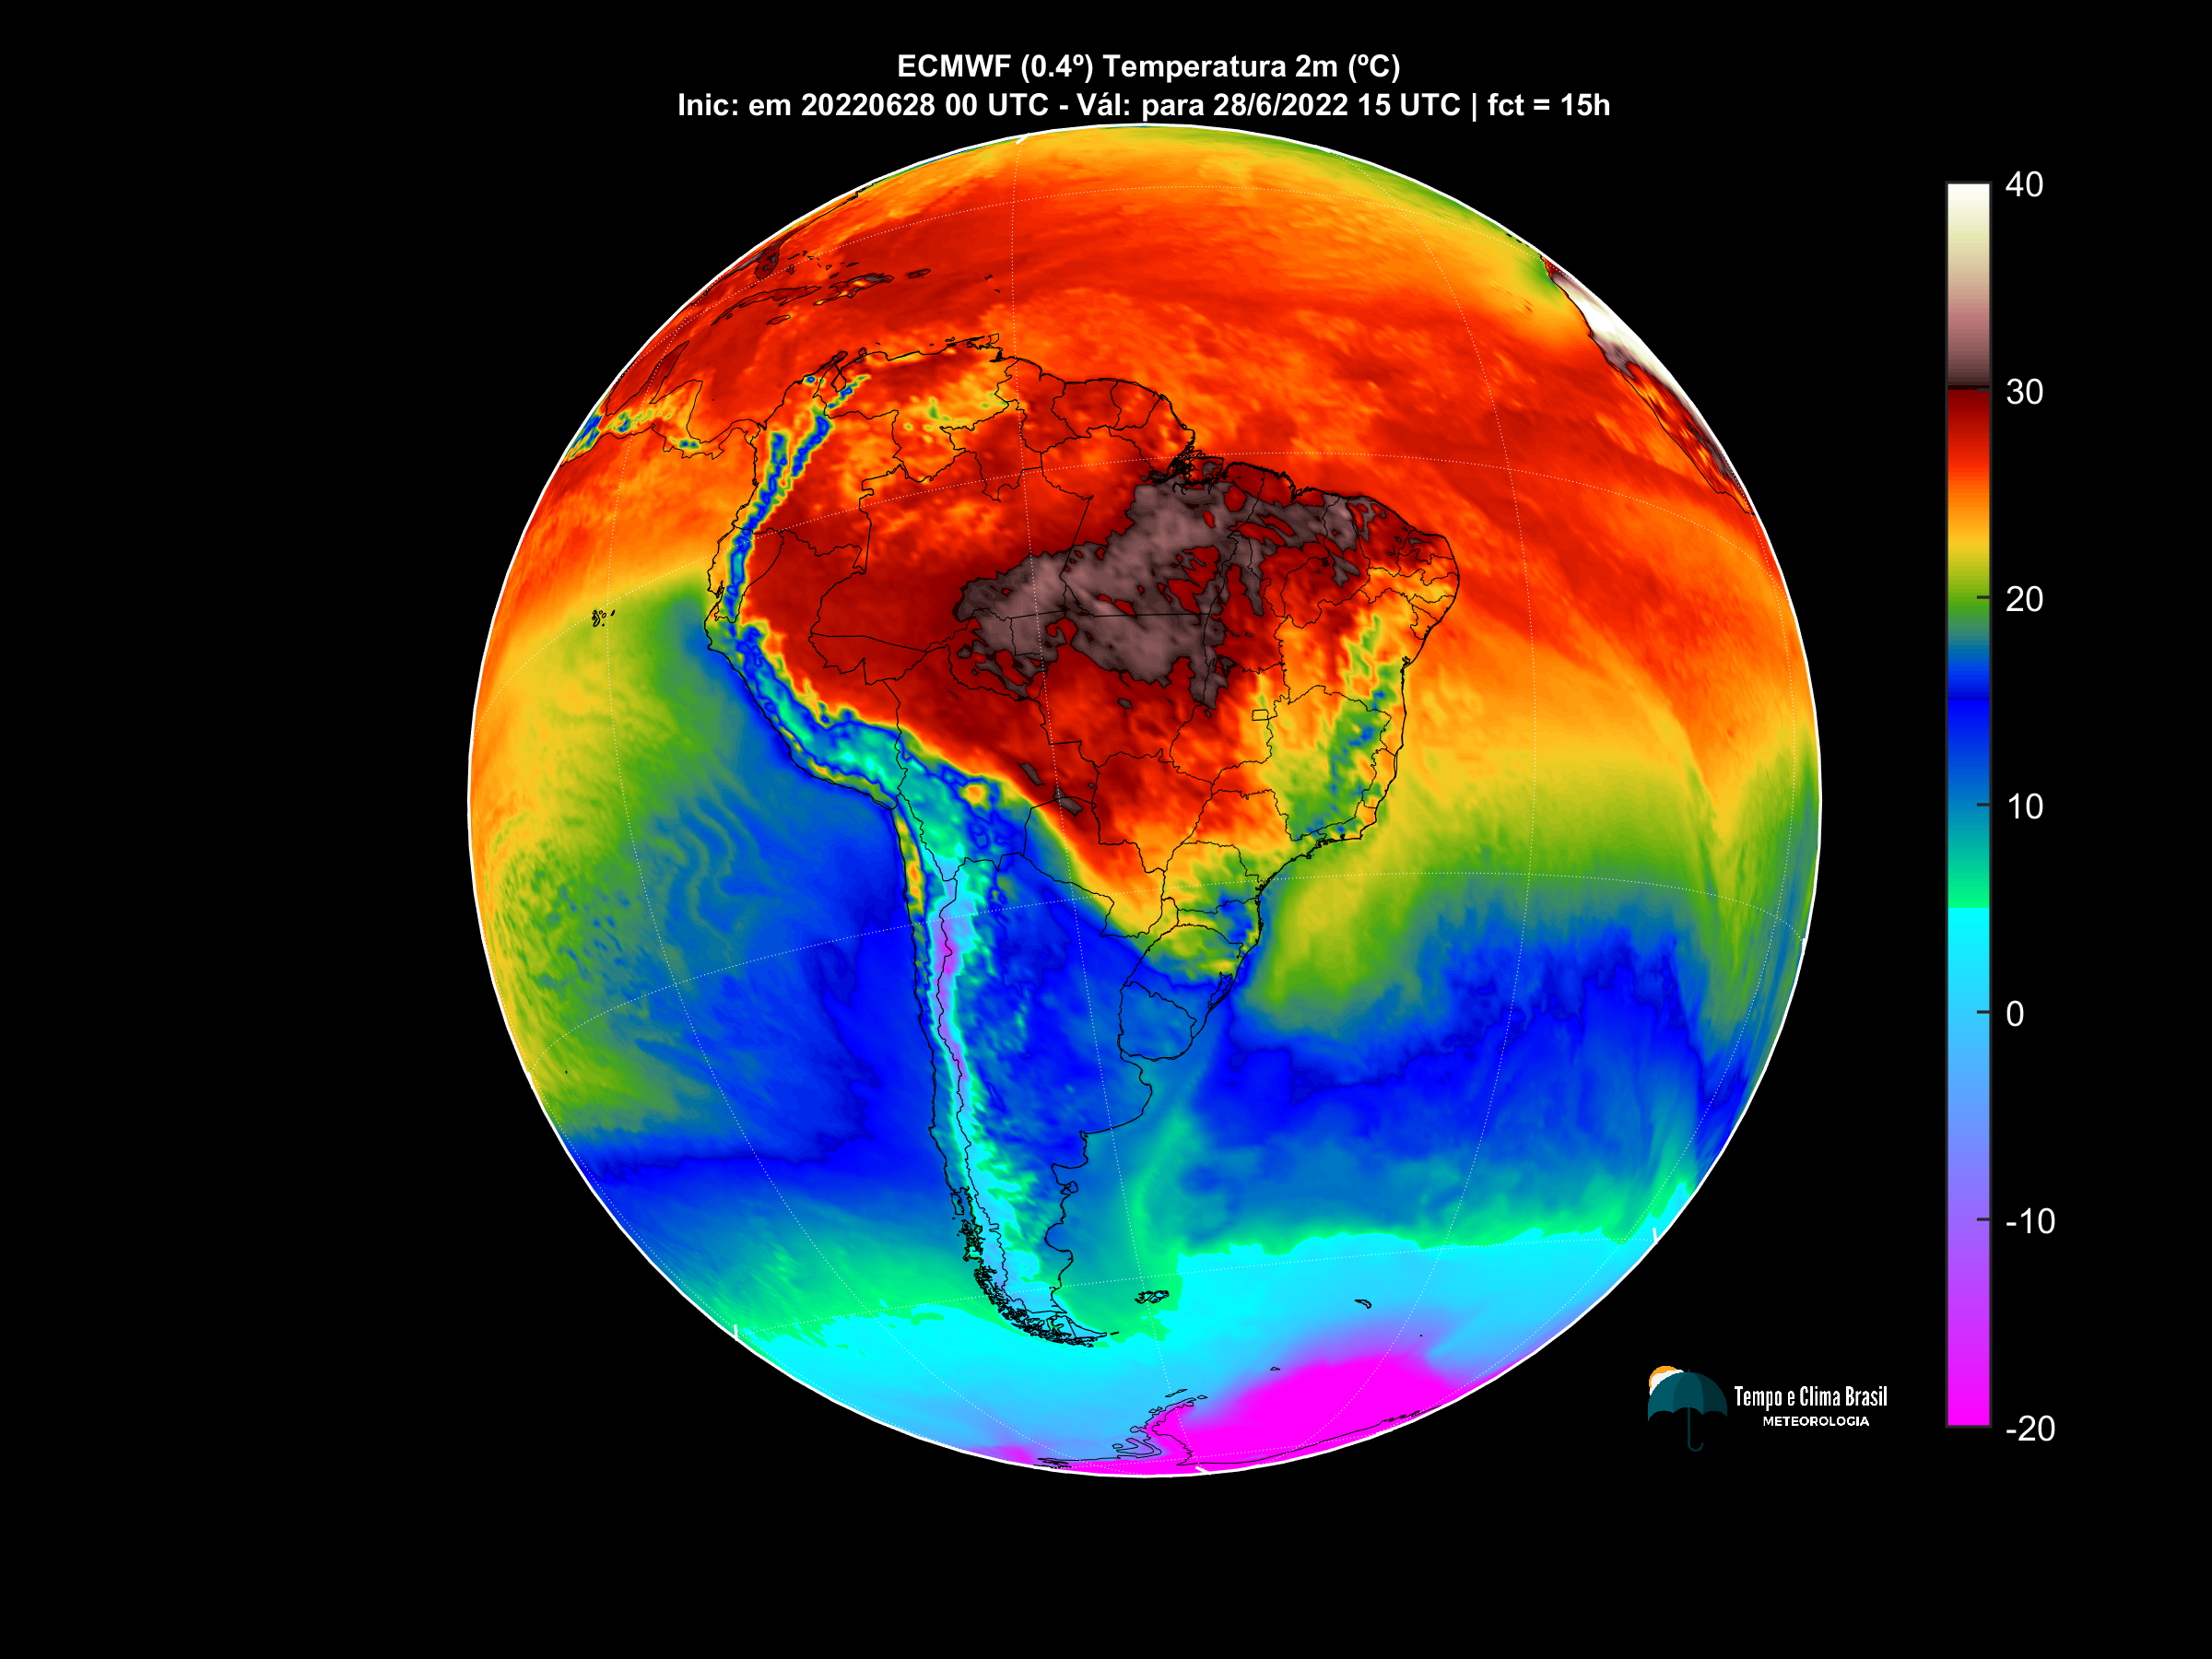 ECMWF (0.4º) Temperatura 2m (ºC)
Inic: em 20220628 00 UTC - Vál: para 28/6/2022 15 UTC | fct = 15h
40
30
20
10
0
-10
-20
Tempo e Clima Brasil
METEOROLOGIA